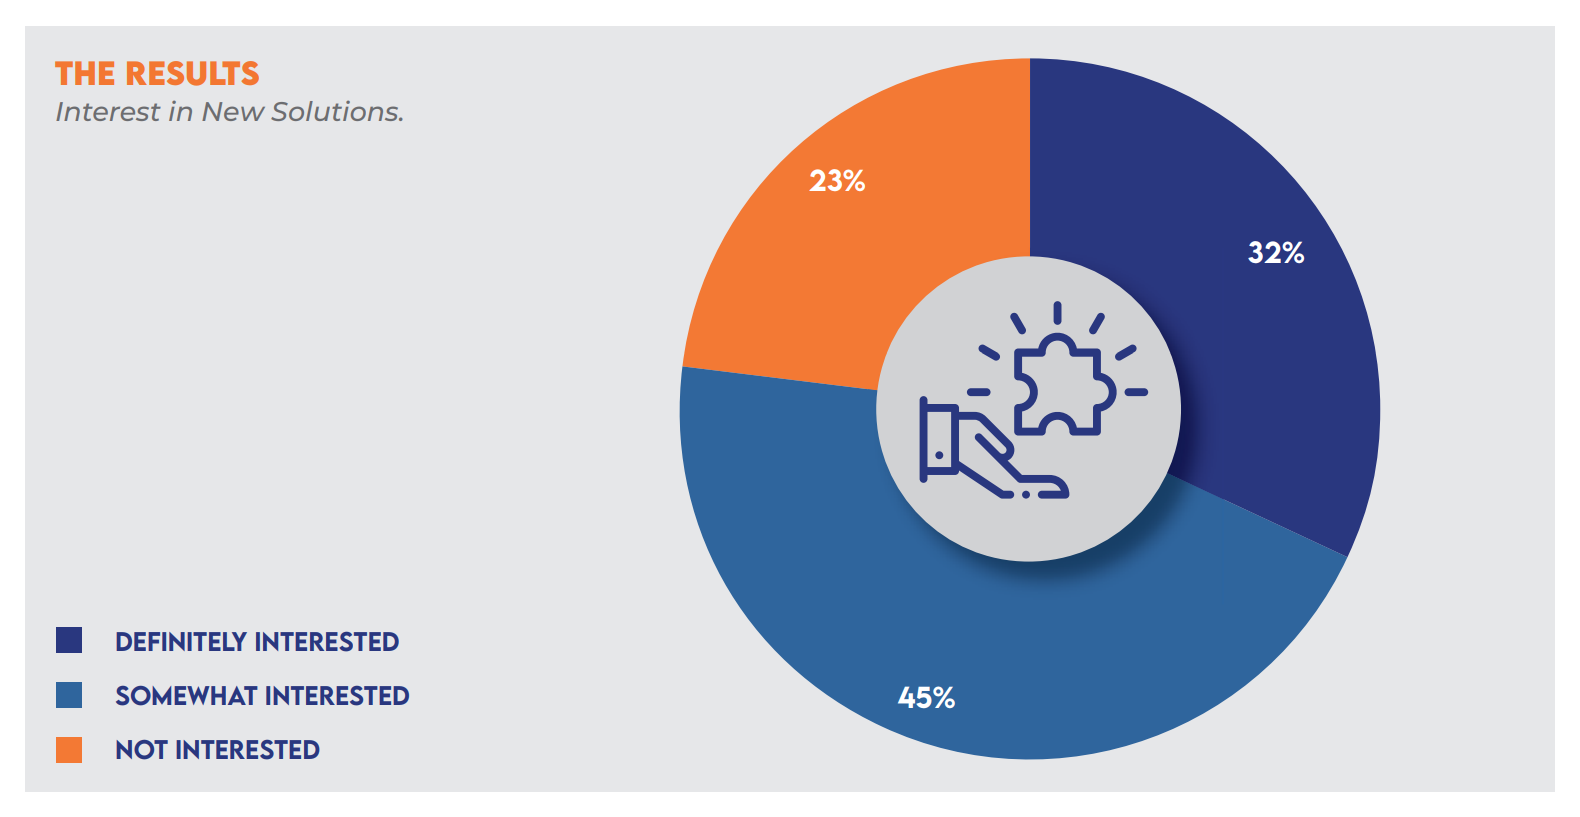 THE RESULTS
Interest in New Solutions.
23%
32%
45%
DEFINITELY INTERESTED
SOMEWHAT INTERESTED
NOT INTERESTED